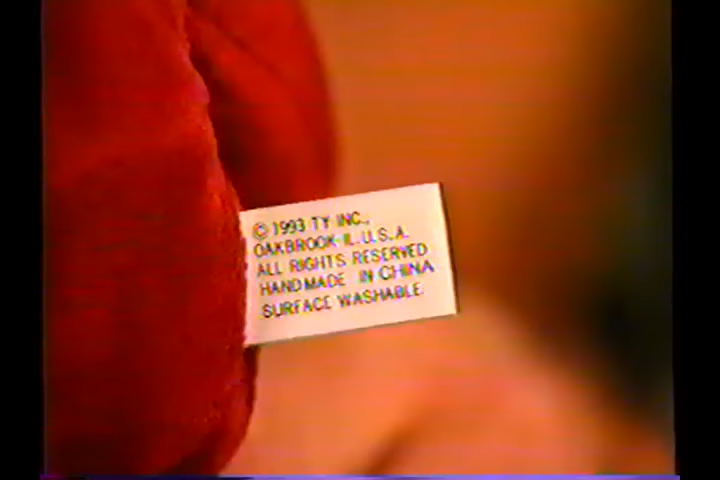 © 1993 TY INC.,
OAKBROOK IL. U.S.A.
ALL RIGHTS RESERVED
HANDMADE IN CHINA
SURFACE WASHABLE.